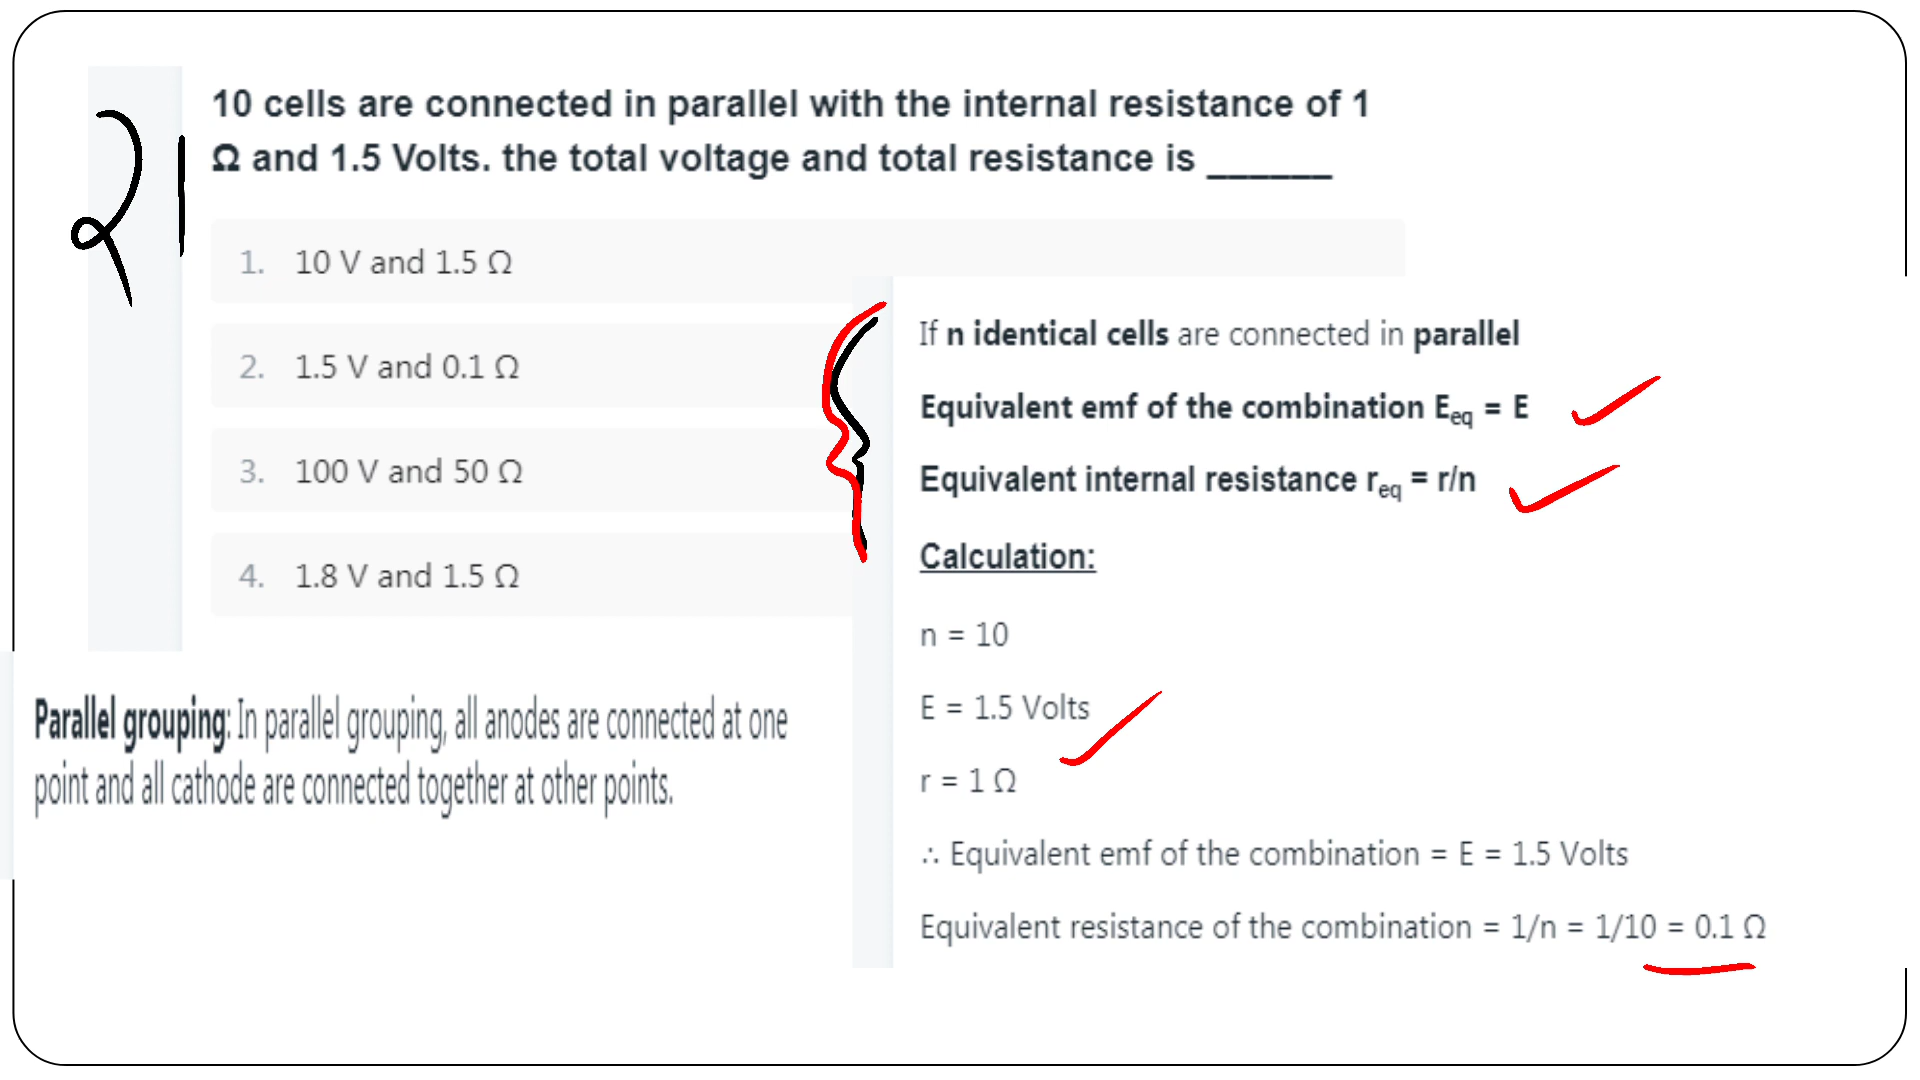 २१
10 cells are connected in parallel with the internal resistance of 1
Ω and 1.5 Volts. the total voltage and total resistance is ______
1. 10 V and 1.5 Ω
2. 1.5 V and 0.1 Ω
3. 100 V and 50 Ω
4. 1.8 V and 1.5 Ω
Parallel grouping: In parallel grouping, all anodes are connected at one
point and all cathode are connected together at other points.
If n identical cells are connected in parallel
Equivalent emf of the combination E_eq = E
Equivalent internal resistance r_eq = r/n
Calculation:
n = 10
E = 1.5 Volts
r = 1 Ω
∴ Equivalent emf of the combination = E = 1.5 Volts
Equivalent resistance of the combination = 1/n = 1/10 = 0.1 Ω